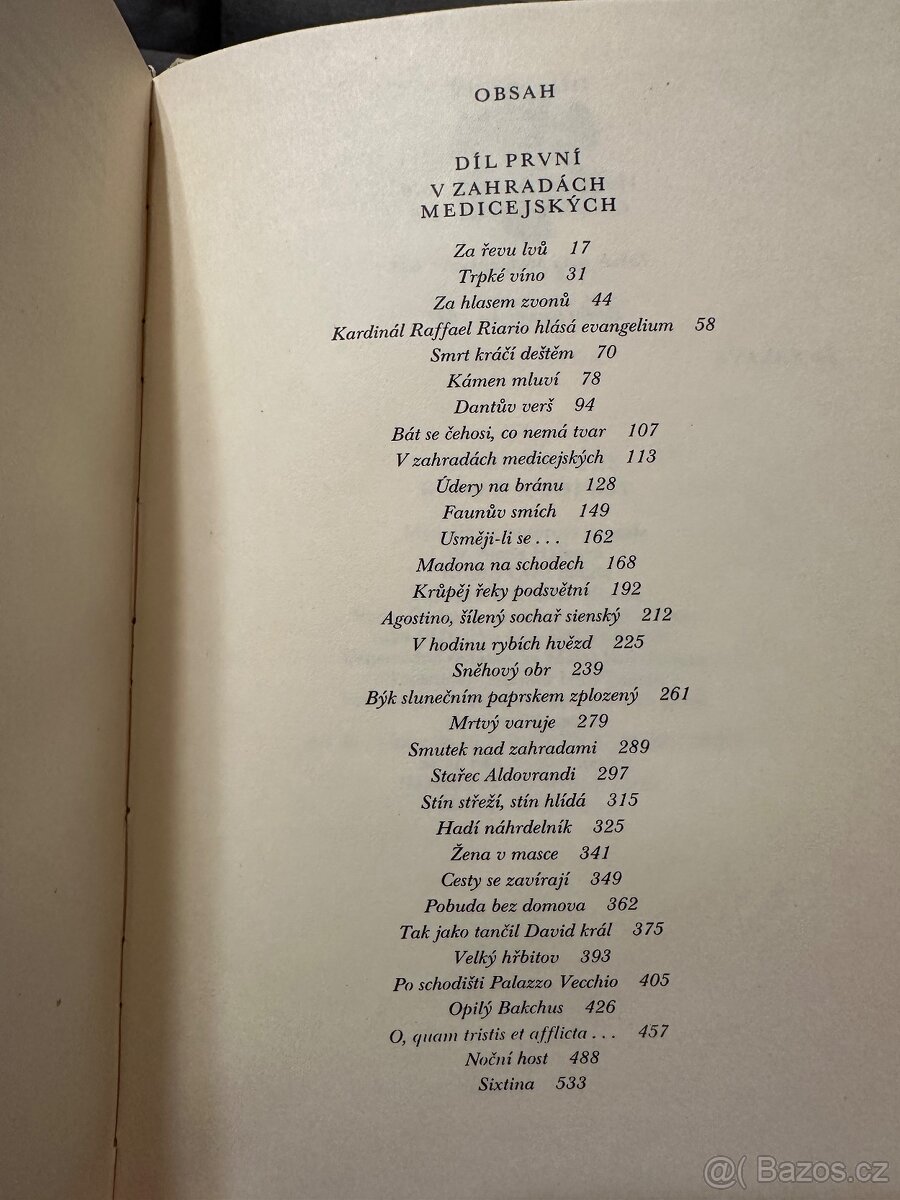 OBSAH
DÍL PRVNÍ
V ZAHRADÁCH
MEDICEJSKÝCH
Za řevu lvů 17
Trpké víno 31
Za hlasem zvonů 44
Kardinál Raffael Riario hlásá evangelium 58
Smrt kráčí deštěm 70
Kámen mluví 78
Dantův verš 94
Bát se čehosi, co nemá tvar 107
V zahradách medicejských 113
Údery na bránu 128
Faunův smích 149
Usměji-li se ... 162
Madona na schodech 168
Krůpěj řeky podsvětní 192
Agostino, šílený sochař sienský 212
V hodinu rybích hvězd 225
Sněhový obr 239
Býk slunečním paprskem zplozený 261
Mrtvý varuje 279
Smutek nad zahradami 289
Stařec Aldovrandi 297
Stín střeží, stín hlídá 315
Hadí náhrdelník 325
Žena v masce 341
Cesty se zavírají 349
Pobuda bez domova 362
Tak jako tančil David král 375
Velký hřbitov 393
Po schodišti Palazzo Vecchio 405
Opilý Bakchus 426
O, quam tristis et afflicta ... 457
Noční host 488
Sixtina 533
@( Bazos.cz